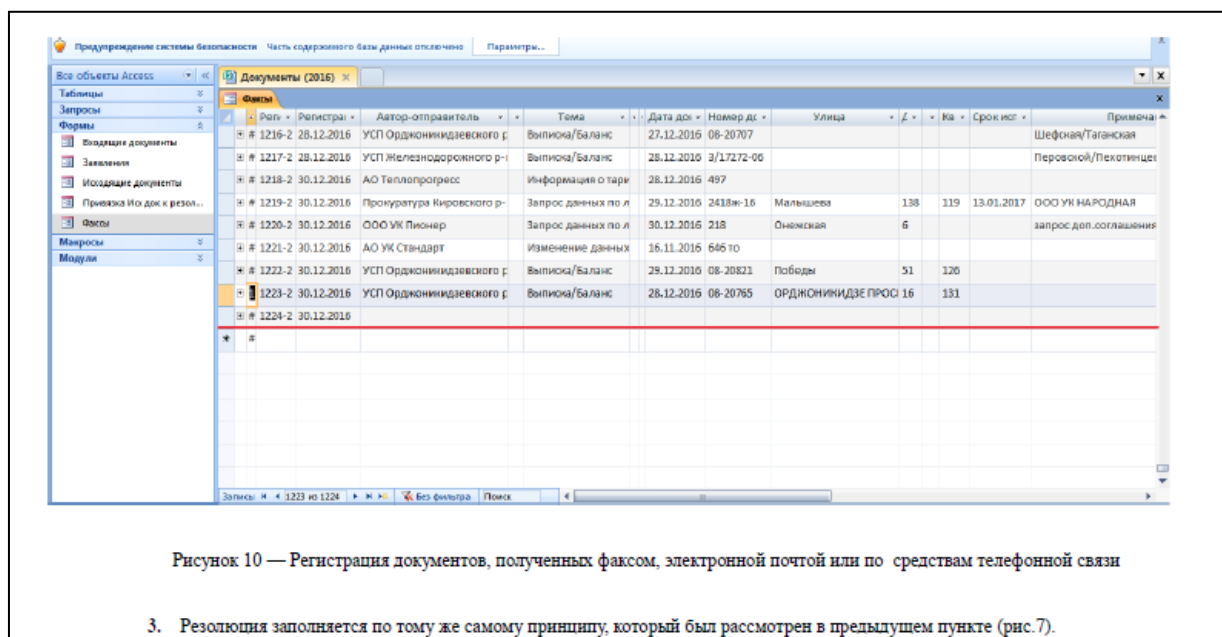 Предупреждение системы безопасности Часть содержимого базы данных отключено Параметры...
Все объекты Access
Документы (2016)
Таблицы
Факсы
Запросы
Формы
Входящие документы
Заявления
Исходящие документы
Привязка Исх док к резол...
Факсы
Макросы
Модули
Реги Регистрац Автор-отправитель Тема Дата док Номер дс Улица Д Ка Срок исг Примеча
# 1216-2 28.12.2016 УСП Орджоникидзевского р Выписка/Баланс 27.12.2016 08-20707 Шефская/Таганская
# 1217-2 28.12.2016 УСП Железнодорожного р- Выписка/Баланс 28.12.2016 3/17272-06 Перовской/Пехотинцев
# 1218-2 30.12.2016 АО Теплопрогресс Информация о тари 28.12.2016 497
# 1219-2 30.12.2016 Прокуратура Кировского р- Запрос данных по л 29.12.2016 2418ж-16 Малышева 138 119 13.01.2017 ООО УК НАРОДНАЯ
# 1220-2 30.12.2016 ООО УК Пионер Запрос данных по л 30.12.2016 218 Онежская 6 запрос доп.соглашения
# 1221-2 30.12.2016 АО УК Стандарт Изменение данных 16.11.2016 646 то
# 1222-2 30.12.2016 УСП Орджоникидзевского р Выписка/Баланс 29.12.2016 08-20821 Победы 51 126
1223-2 30.12.2016 УСП Орджоникидзевского р Выписка/Баланс 28.12.2016 08-20765 ОРДЖОНИКИДЗЕ ПРОС 16 131
# 1224-2 30.12.2016
* #
Записи: 1223 из 1224 Без фильтра Поиск
Рисунок 10 — Регистрация документов, полученных факсом, электронной почтой или по средствам телефонной связи
3. Резолюция заполняется по тому же самому принципу, который был рассмотрен в предыдущем пункте (рис.7).